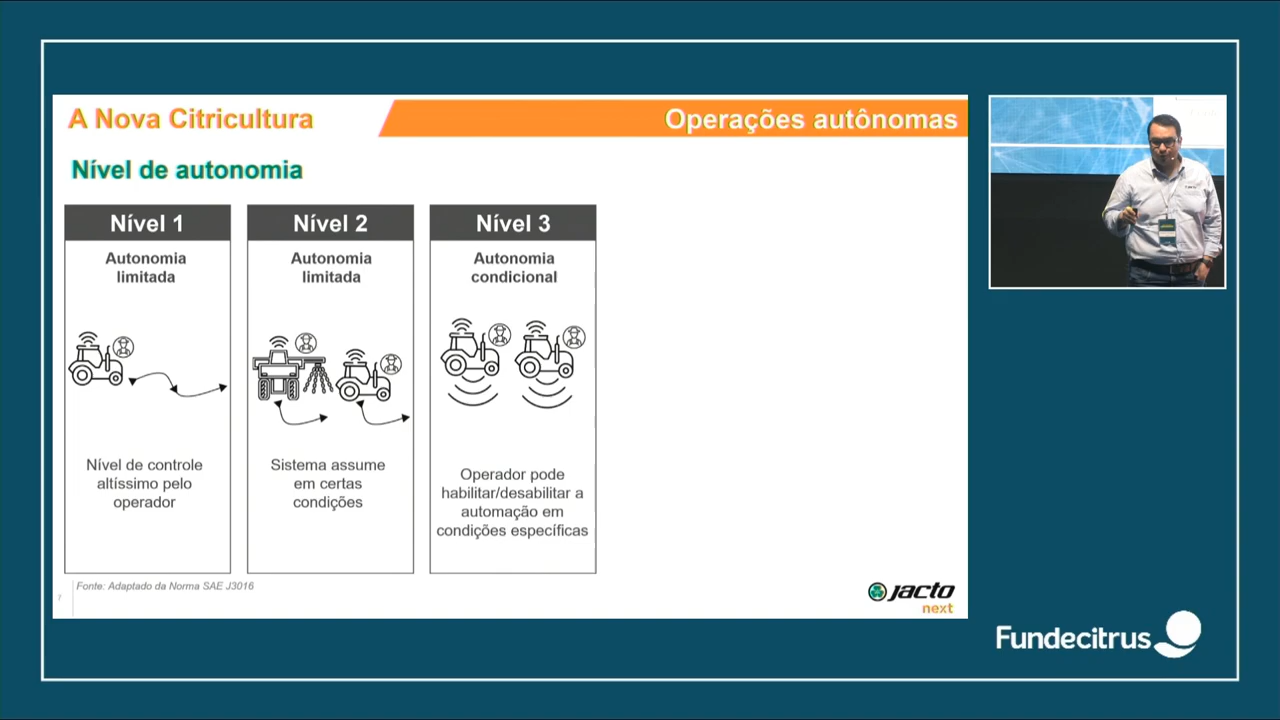 A Nova Citricultura
Operações autônomas
Nível de autonomia
Nível 1
Autonomia
limitada
Nível de controle
altíssimo pelo
operador
Nível 2
Autonomia
limitada
Sistema assume
em certas
condições
Nível 3
Autonomia
condicional
Operador pode
habilitar/desabilitar a
automação em
condições específicas
Fonte: Adaptado da Norma SAE J3016
7
jacto
next
Fundecitrus